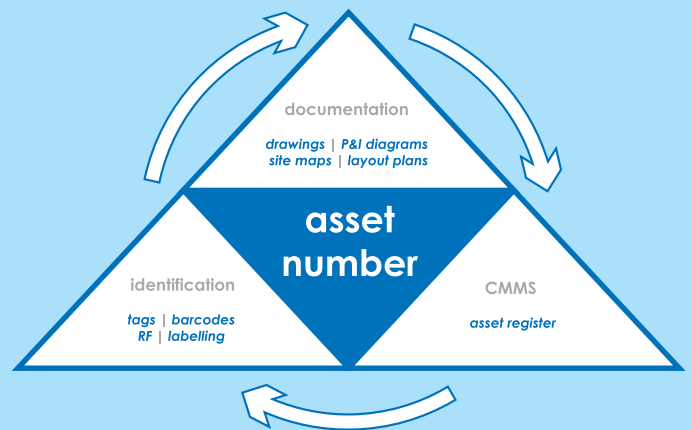 documentation
drawings | P&I diagrams
site maps | layout plans
asset
number
identification
tags | barcodes
RF | labelling
CMMS
asset register